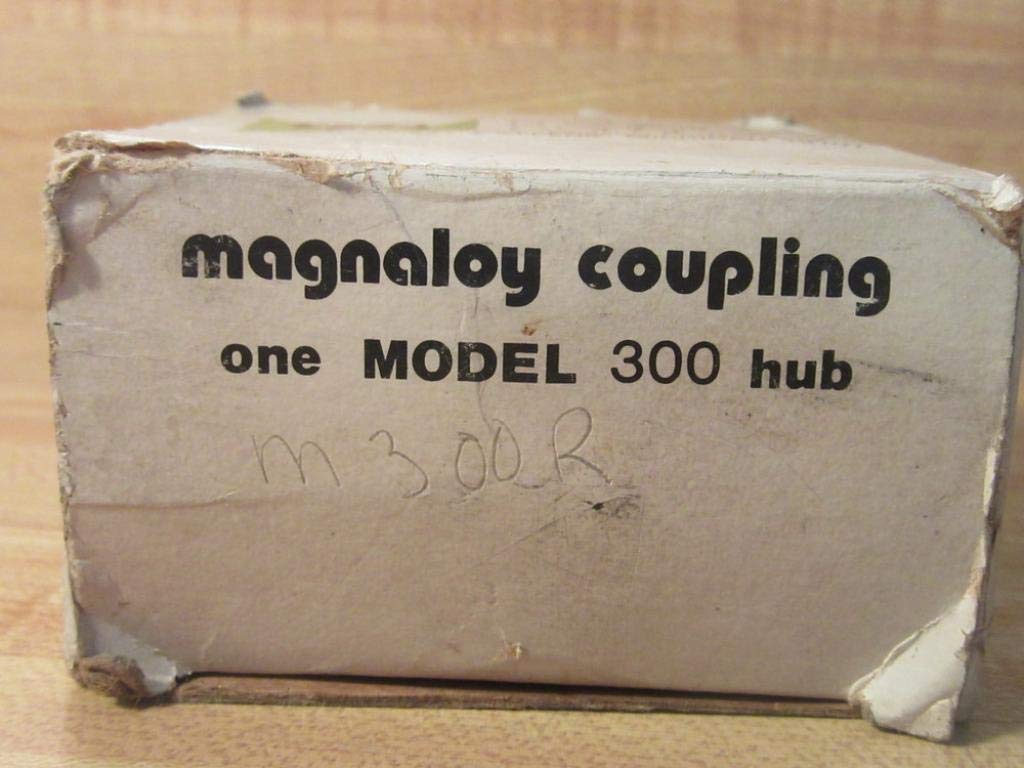 magnaloy coupling
one MODEL 300 hub
m300R